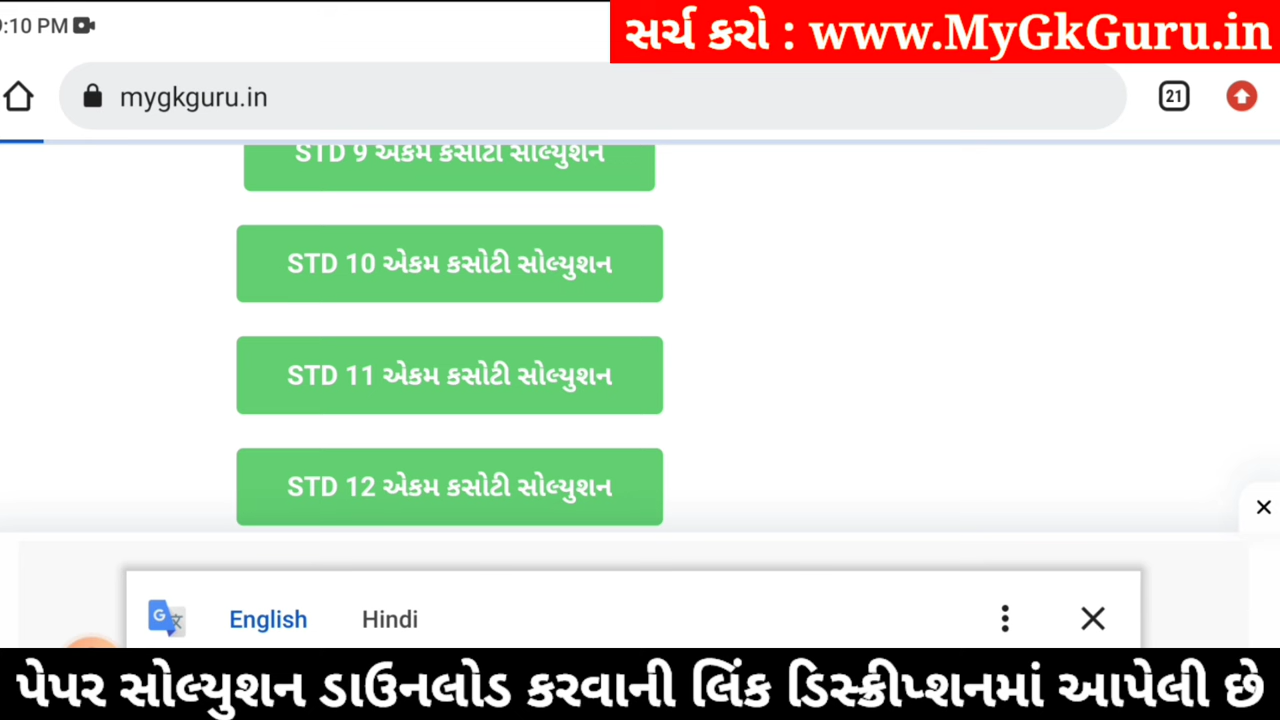 9:10 PM
સર્ચ કરો : www.MyGkGuru.in
mygkguru.in
21
STD 9 એકમ કસોટી સોલ્યુશન
STD 10 એકમ કસોટી સોલ્યુશન
STD 11 એકમ કસોટી સોલ્યુશન
STD 12 એકમ કસોટી સોલ્યુશન
English Hindi
પેપર સોલ્યુશન ડાઉનલોડ કરવાની લિંક ડિસ્ક્રીપ્શનમાં આપેલી છે